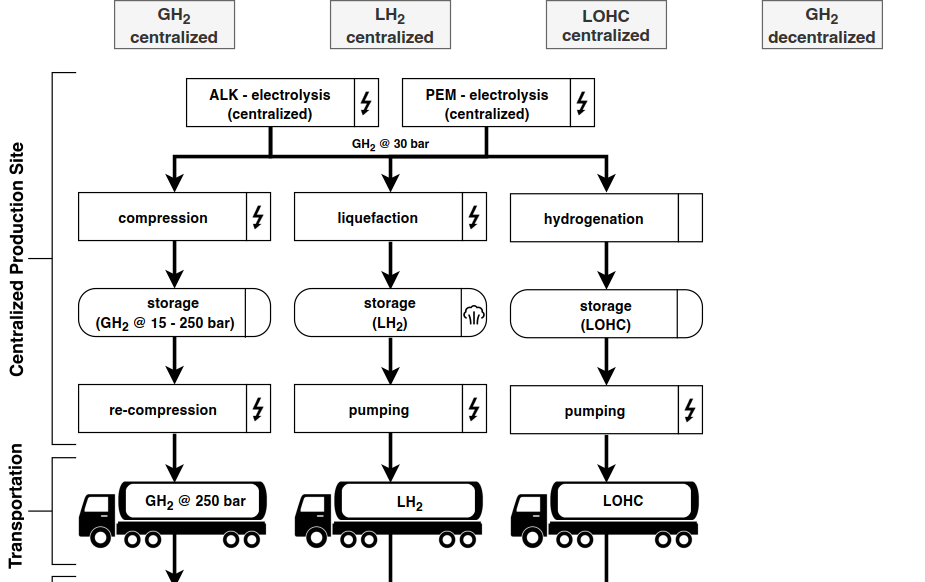 GH₂
centralized
LH₂
centralized
LOHC
centralized
GH₂
decentralized
Centralized Production Site
ALK - electrolysis
(centralized)
PEM - electrolysis
(centralized)
GH₂ @ 30 bar
compression
liquefaction
hydrogenation
storage
(GH₂ @ 15 - 250 bar)
storage
(LH₂)
storage
(LOHC)
re-compression
pumping
pumping
Transportation
GH₂ @ 250 bar
LH₂
LOHC